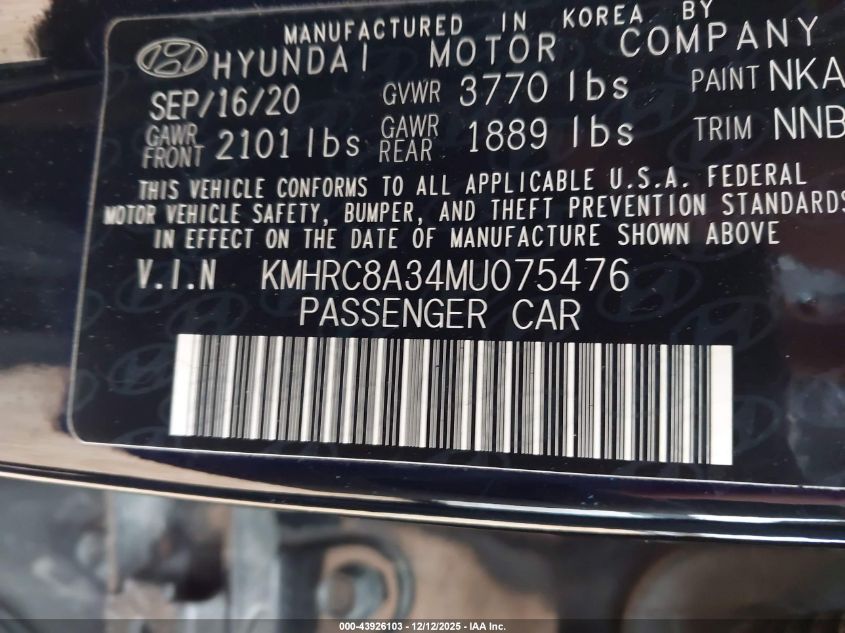 MANUFACTURED IN KOREA BY
HYUNDAI MOTOR COMPANY
SEP/16/20 GVWR 3770 lbs PAINT NKA
GAWR FRONT 2101 lbs GAWR REAR 1889 lbs TRIM NNB
THIS VEHICLE CONFORMS TO ALL APPLICABLE U.S.A. FEDERAL
MOTOR VEHICLE SAFETY, BUMPER, AND THEFT PREVENTION STANDARDS
IN EFFECT ON THE DATE OF MANUFACTURE SHOWN ABOVE
V.I.N KMHRC8A34MU075476
PASSENGER CAR
000-43926103 - 12/12/2025 - IAA Inc.